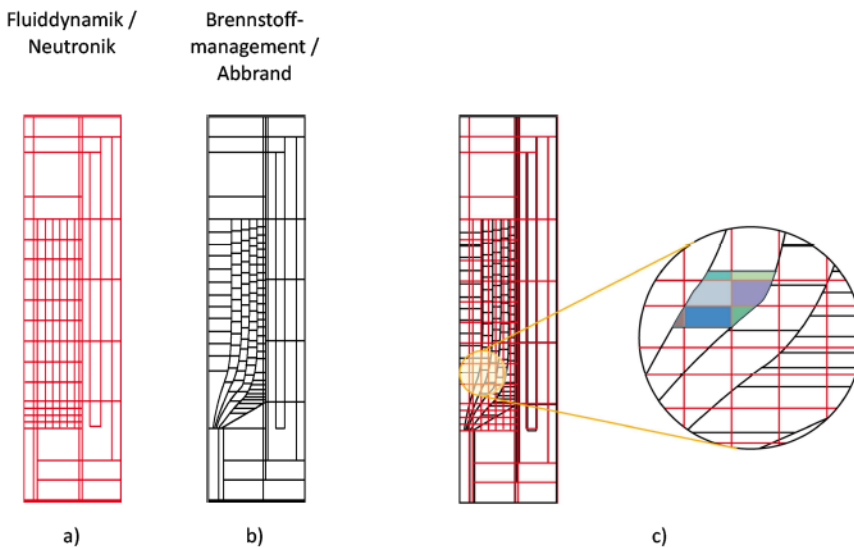 Fluiddynamik /
Neutronik
Brennstoff-
management /
Abbrand
a)
b)
c)